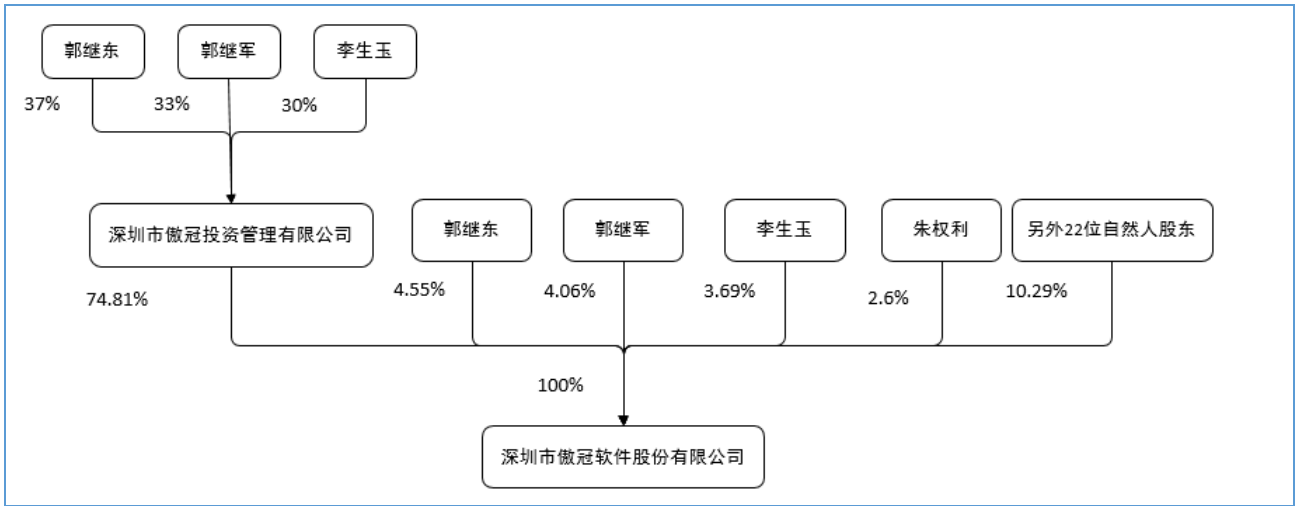 郭继东
郭继军
李生玉
37%
33%
30%
深圳市傲冠投资管理有限公司
郭继东
郭继军
李生玉
朱权利
另外22位自然人股东
74.81%
4.55%
4.06%
3.69%
2.6%
10.29%
100%
深圳市傲冠软件股份有限公司